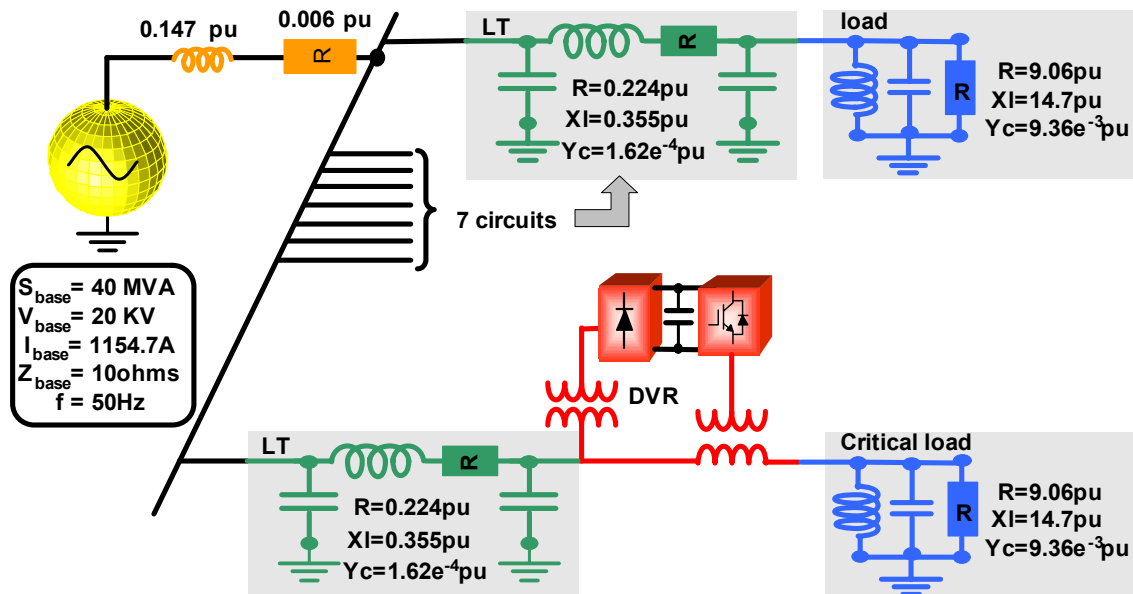 0.147 pu
0.006 pu
R
LT
R
R=0.224pu
Xl=0.355pu
Yc=1.62e⁻⁴pu
load
R
R=9.06pu
Xl=14.7pu
Yc=9.36e⁻³pu
7 circuits
Sbase= 40 MVA
Vbase= 20 KV
Ibase= 1154.7A
Zbase= 10ohms
f = 50Hz
DVR
LT
R
R=0.224pu
Xl=0.355pu
Yc=1.62e⁻⁴pu
Critical load
R
R=9.06pu
Xl=14.7pu
Yc=9.36e⁻³pu